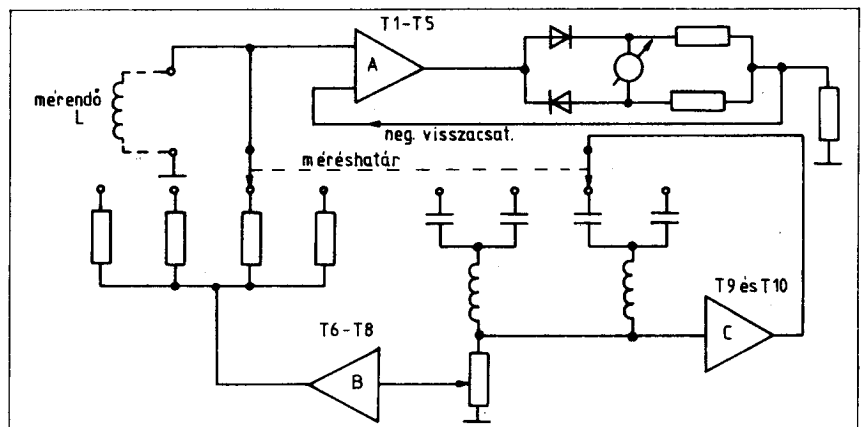 T1-T5
A
mérendő
L
neg. visszacsat.
méréshatár
T6-T8
B
T9 és T10
C